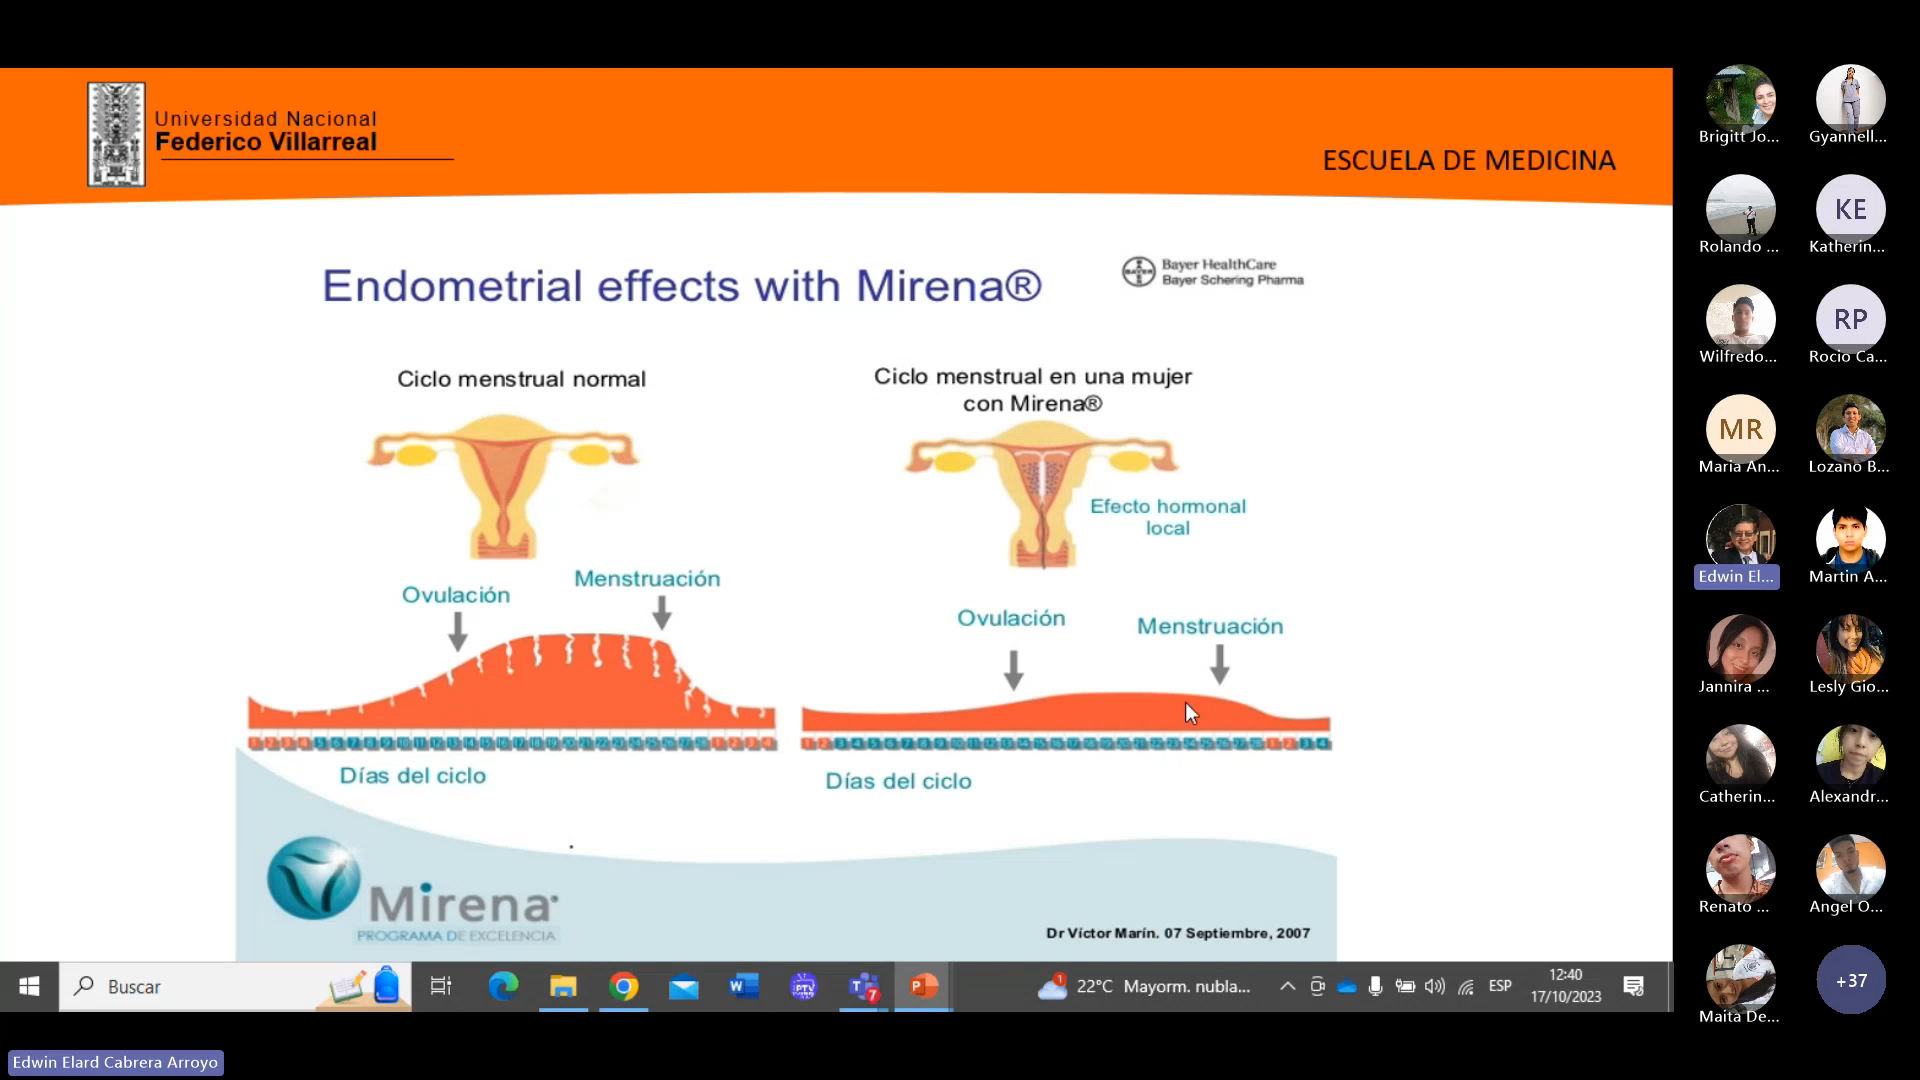 Universidad Nacional
Federico Villarreal
ESCUELA DE MEDICINA
Endometrial effects with Mirena®
BAYER
Bayer HealthCare
Bayer Schering Pharma
Ciclo menstrual normal
Ciclo menstrual en una mujer
con Mirena®
Efecto hormonal
local
Ovulación
Menstruación
Ovulación
Menstruación
Días del ciclo
Días del ciclo
Mirena
PROGRAMA DE EXCELENCIA
Dr Víctor Marín. 07 Septiembre, 2007
Brigitt Jo...
Gyannell...
Rolando ...
KE
Katherin...
Wilfredo...
RP
Rocio Ca...
MR
Maria An...
Lozano B...
Edwin El...
Martin A...
Jannira ...
Lesly Gio...
Catherin...
Alexandr...
Renato ...
Angel O...
Maita De...
+37
Buscar
7
1
22°C Mayorm. nubla...
ESP
12:40
17/10/2023
Edwin Elard Cabrera Arroyo